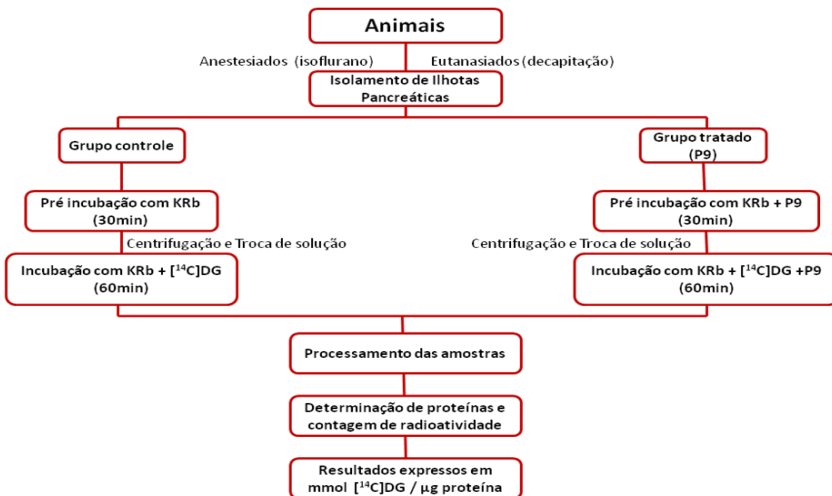 Animais
Anestesiados (isoflurano)
Eutanasiados (decapitação)
Isolamento de Ilhotas
Pancreáticas
Grupo controle
Grupo tratado
(P9)
Pré incubação com KRb
(30min)
Pré incubação com KRb + P9
(30min)
Centrifugação e Troca de solução
Centrifugação e Troca de solução
Incubação com KRb + [¹⁴C]DG
(60min)
Incubação com KRb + [¹⁴C]DG +P9
(60min)
Processamento das amostras
Determinação de proteínas e
contagem de radioatividade
Resultados expressos em
mmol [¹⁴C]DG / µg proteína